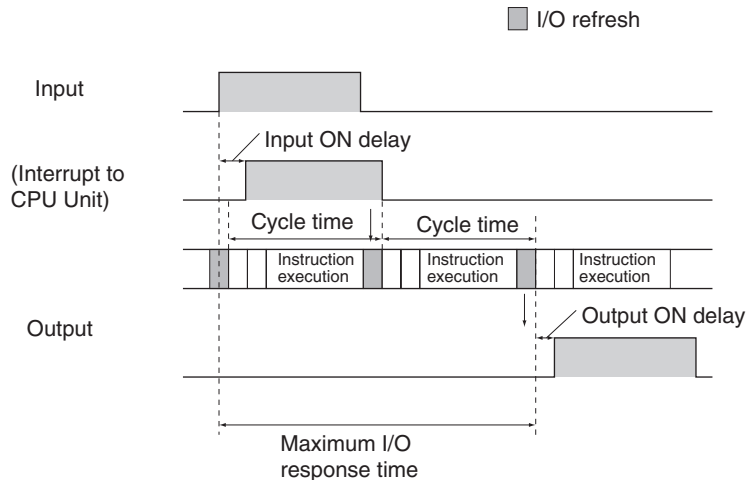 I/O refresh
Input
Input ON delay
(Interrupt to
CPU Unit)
Cycle time
Cycle time
Instruction
execution
Instruction
execution
Instruction
execution
Output
Output ON delay
Maximum I/O
response time